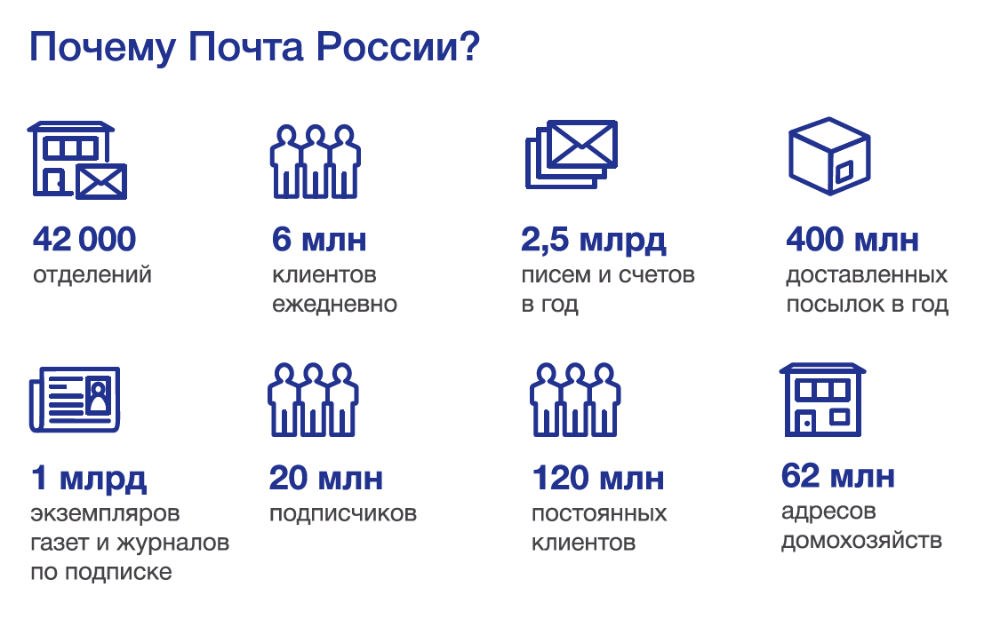 Почему Почта России?
42 000
отделений
6 млн
клиентов
ежедневно
2,5 млрд
писем и счетов
в год
400 млн
доставленных
посылок в год
1 млрд
экземпляров
газет и журналов
по подписке
20 млн
подписчиков
120 млн
постоянных
клиентов
62 млн
адресов
домохозяйств